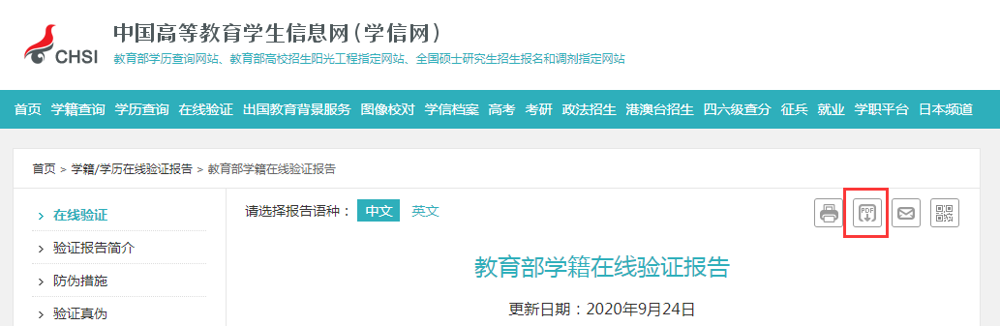 中国高等教育学生信息网（学信网）
CHSI
教育部学历查询网站、教育部高校招生阳光工程指定网站、全国硕士研究生招生报名和调剂指定网站
首页 学籍查询 学历查询 在线验证 出国教育背景服务 图像校对 学信档案 高考 考研 政法招生 港澳台招生 四六级查分 征兵 就业 学职平台 日本频道
首页 > 学籍/学历在线验证报告 > 教育部学籍在线验证报告
> 在线验证
> 验证报告简介
> 防伪措施
> 验证真伪
请选择报告语种： 中文 英文
PDF
教育部学籍在线验证报告
更新日期：2020年9月24日